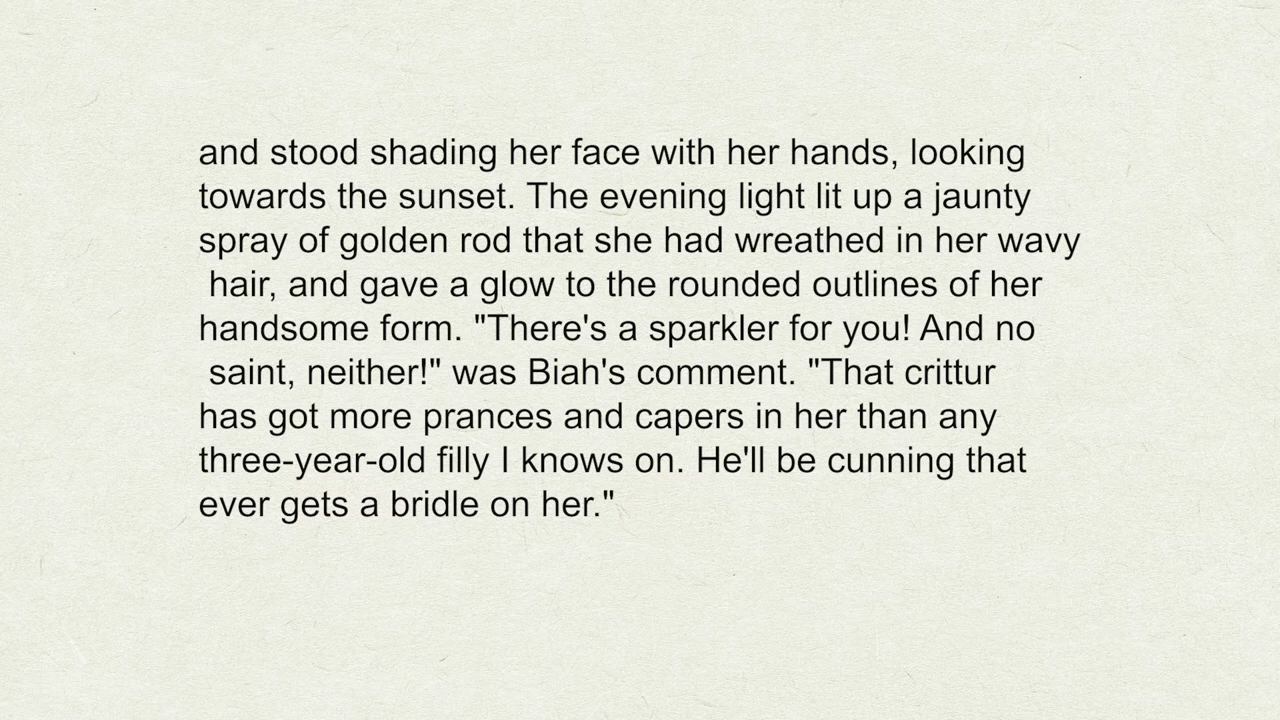 and stood shading her face with her hands, looking
towards the sunset. The evening light lit up a jaunty
spray of golden rod that she had wreathed in her wavy
hair, and gave a glow to the rounded outlines of her
handsome form. "There's a sparkler for you! And no
saint, neither!" was Biah's comment. "That crittur
has got more prances and capers in her than any
three-year-old filly I knows on. He'll be cunning that
ever gets a bridle on her."